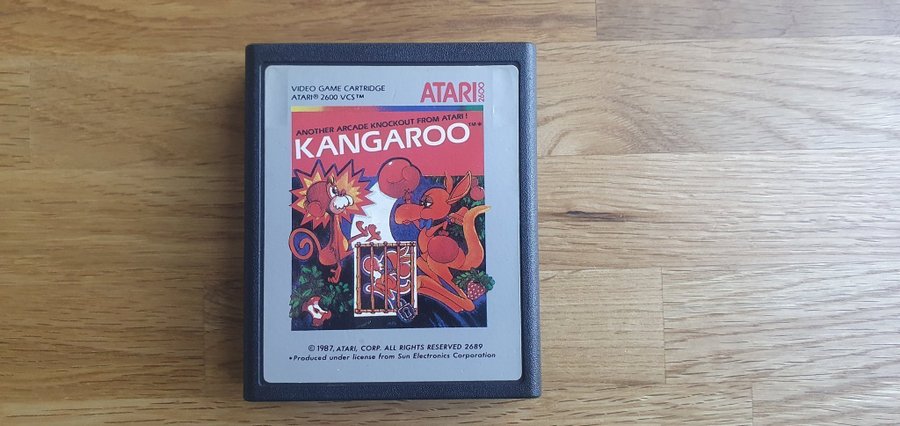 VIDEO GAME CARTRIDGE
ATARI® 2600 VCS™
ATARI 2600
ANOTHER ARCADE KNOCKOUT FROM ATARI!
KANGAROO™*
© 1987, ATARI, CORP. ALL RIGHTS RESERVED 2689
*Produced under license from Sun Electronics Corporation